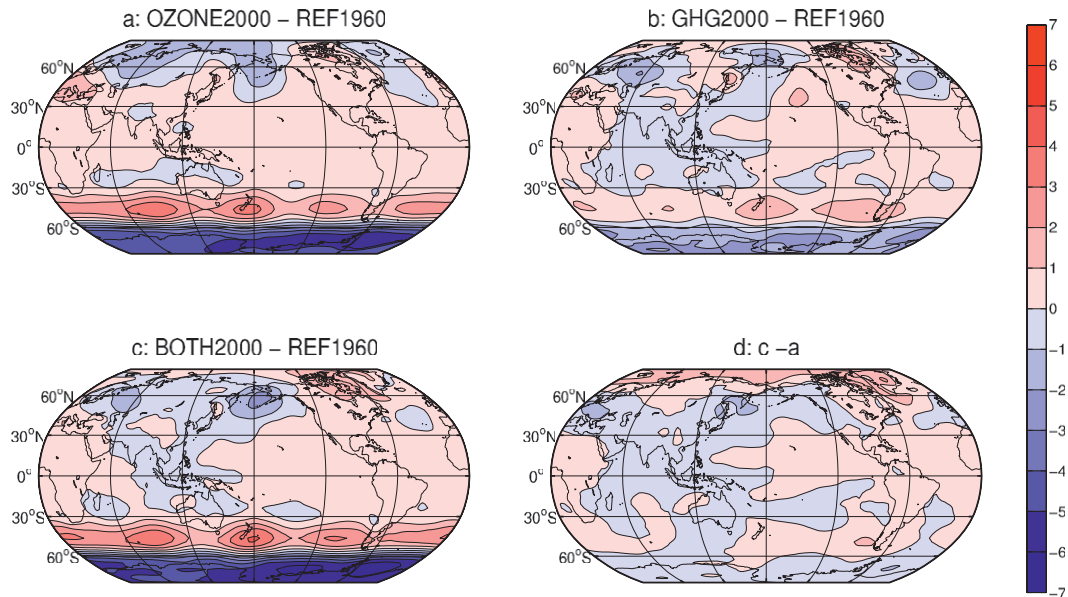 a: OZONE2000 – REF1960
b: GHG2000 – REF1960
60°N
30°N
0°
30°S
60°S
60°N
30°N
0°
30°S
60°S
c: BOTH2000 – REF1960
d: c –a
60°N
30°N
0°
30°S
60°S
60°N
30°N
0°
30°S
60°S
7
6
5
4
3
2
1
0
−1
−2
−3
−4
−5
−6
−7